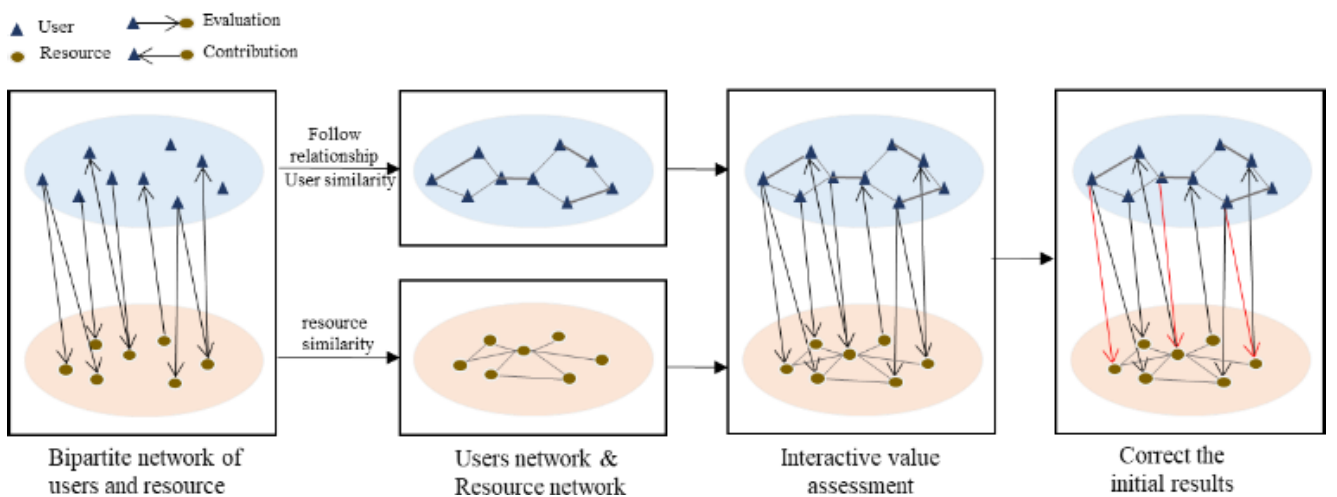 User
Evaluation
Resource
Contribution
Follow
relationship
User similarity
resource
similarity
Bipartite network of
users and resource
Users network &
Resource network
Interactive value
assessment
Correct the
initial results